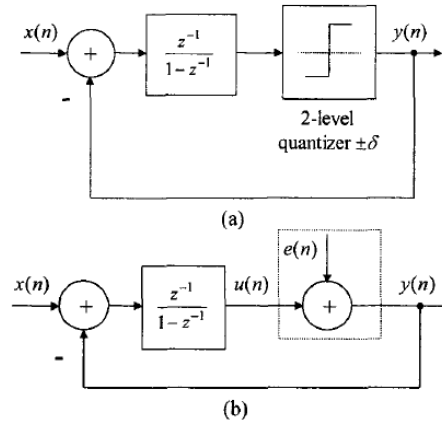 x(n)
+
-
z⁻¹
1 - z⁻¹
y(n)
2-level
quantizer ±δ
(a)
x(n)
+
-
z⁻¹
1 - z⁻¹
u(n)
e(n)
+
y(n)
(b)